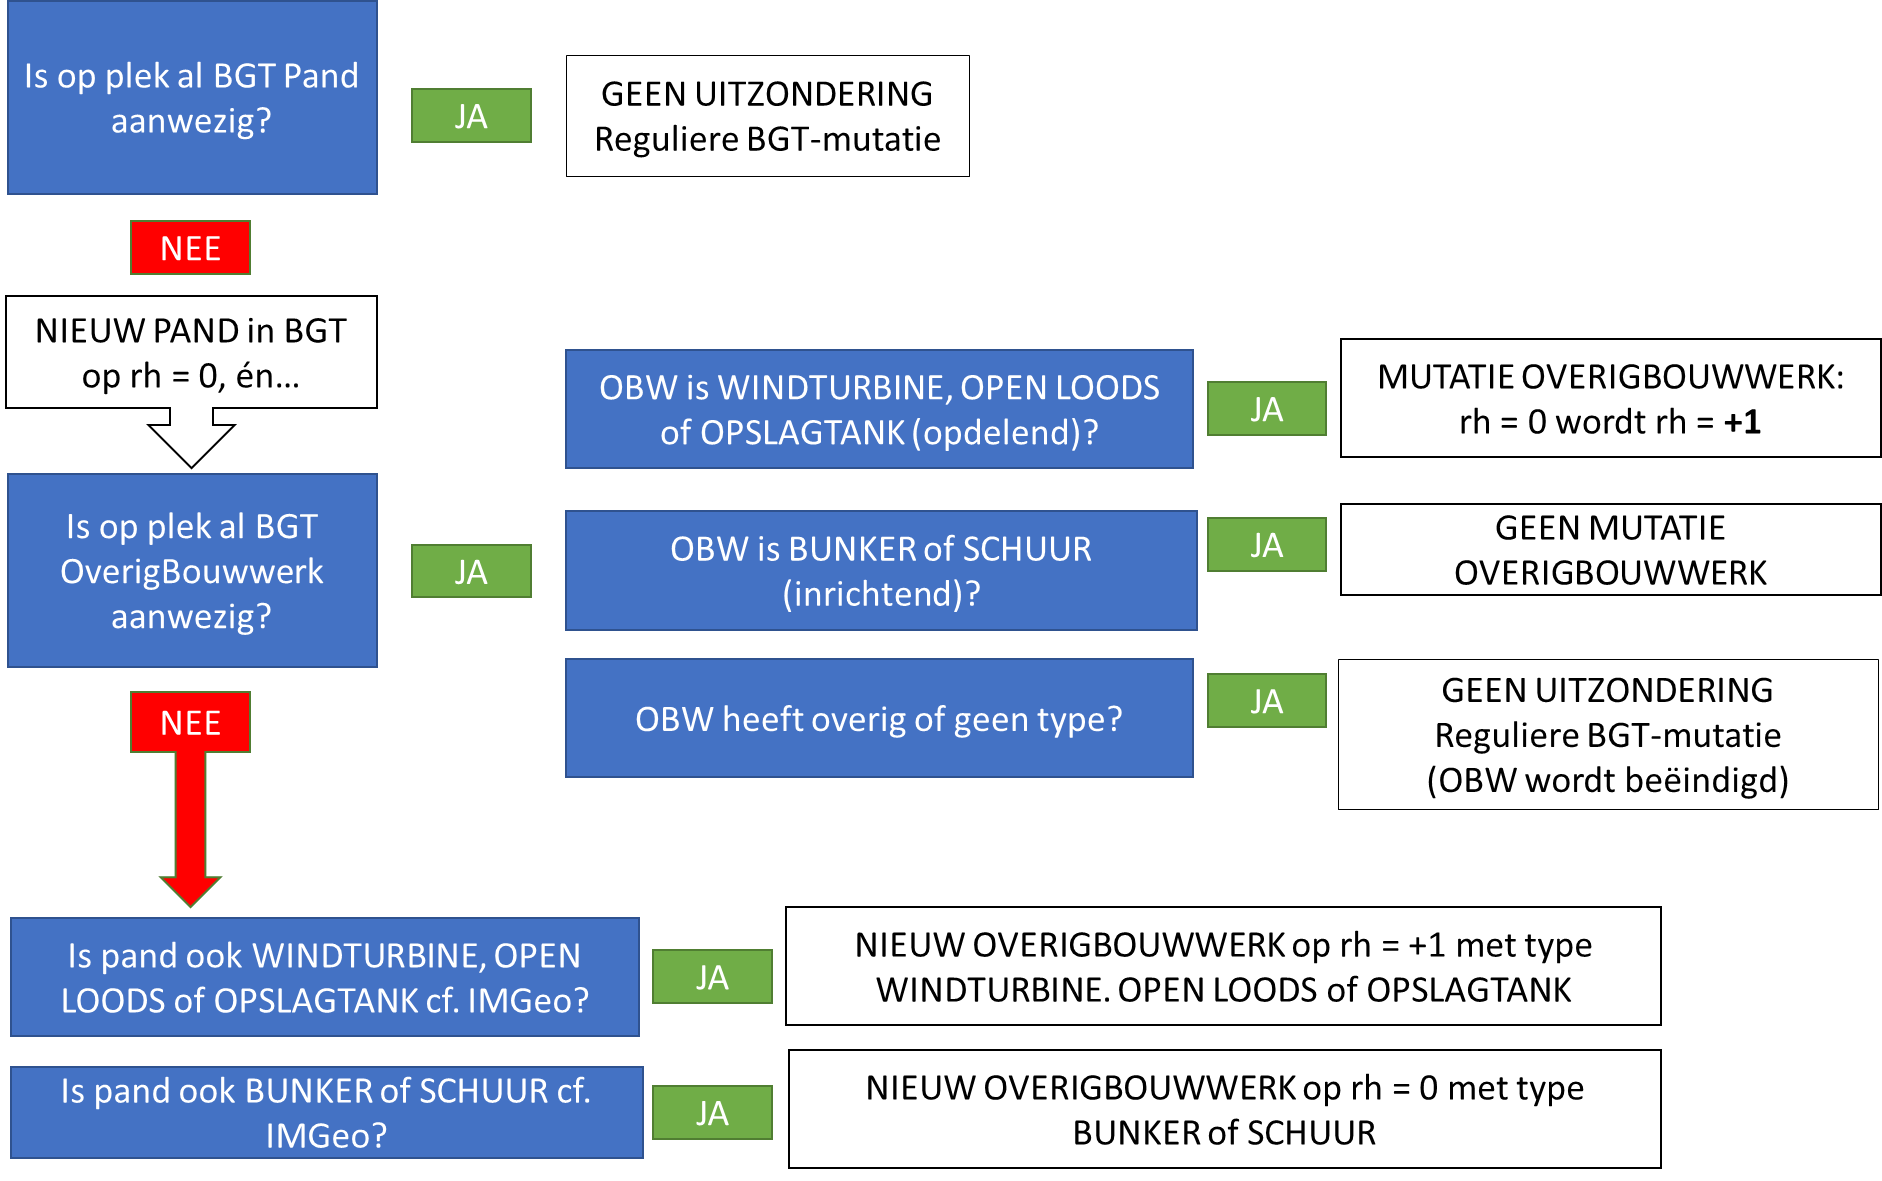 Is op plek al BGT Pand
aanwezig?
JA
GEEN UITZONDERING
Reguliere BGT-mutatie
NEE
NIEUW PAND in BGT
op rh = 0, én...
Is op plek al BGT
OverigBouwwerk
aanwezig?
JA
OBW is WINDTURBINE, OPEN LOODS
of OPSLAGTANK (opdelend)?
JA
MUTATIE OVERIGBOUWWERK:
rh = 0 wordt rh = +1
OBW is BUNKER of SCHUUR
(inrichtend)?
JA
GEEN MUTATIE
OVERIGBOUWWERK
OBW heeft overig of geen type?
JA
GEEN UITZONDERING
Reguliere BGT-mutatie
(OBW wordt beëindigd)
NEE
Is pand ook WINDTURBINE, OPEN
LOODS of OPSLAGTANK cf. IMGeo?
JA
NIEUW OVERIGBOUWWERK op rh = +1 met type
WINDTURBINE. OPEN LOODS of OPSLAGTANK
Is pand ook BUNKER of SCHUUR cf.
IMGeo?
JA
NIEUW OVERIGBOUWWERK op rh = 0 met type
BUNKER of SCHUUR